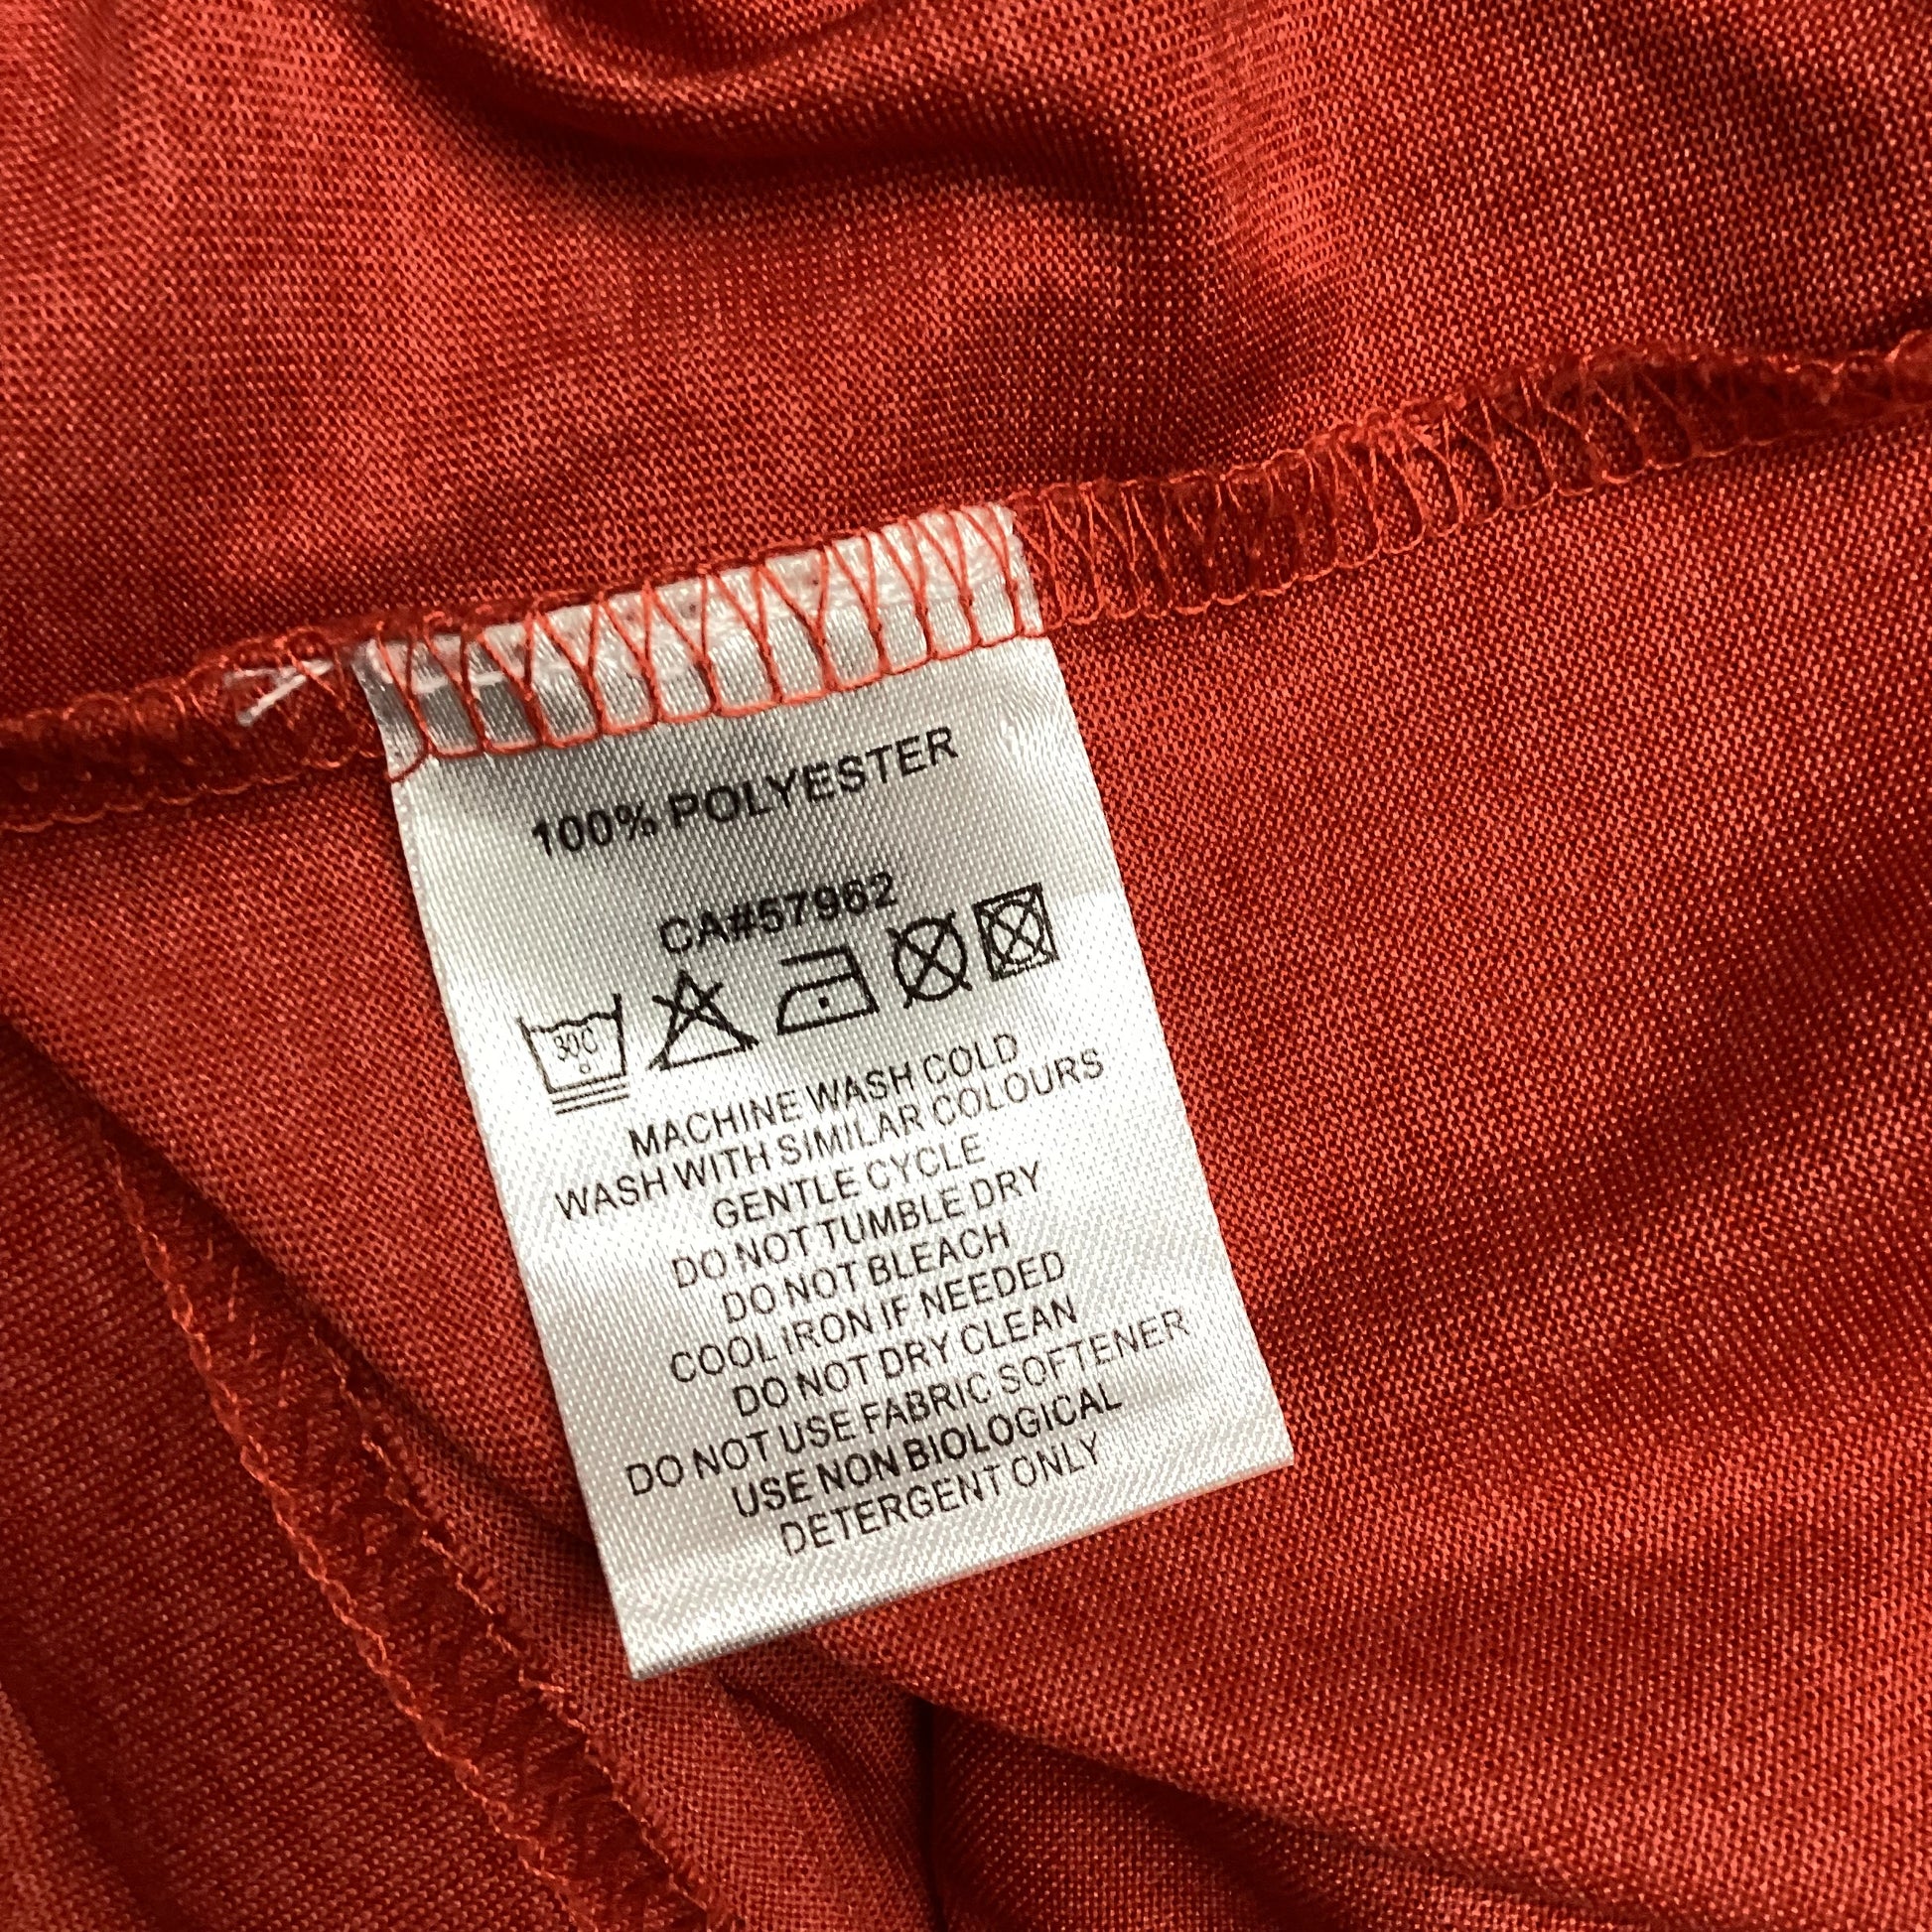 100% POLYESTER
CA#57962
30C
MACHINE WASH COLD
WASH WITH SIMILAR COLOURS
GENTLE CYCLE
DO NOT TUMBLE DRY
DO NOT BLEACH
COOL IRON IF NEEDED
DO NOT DRY CLEAN
DO NOT USE FABRIC SOFTENER
USE NON BIOLOGICAL
DETERGENT ONLY